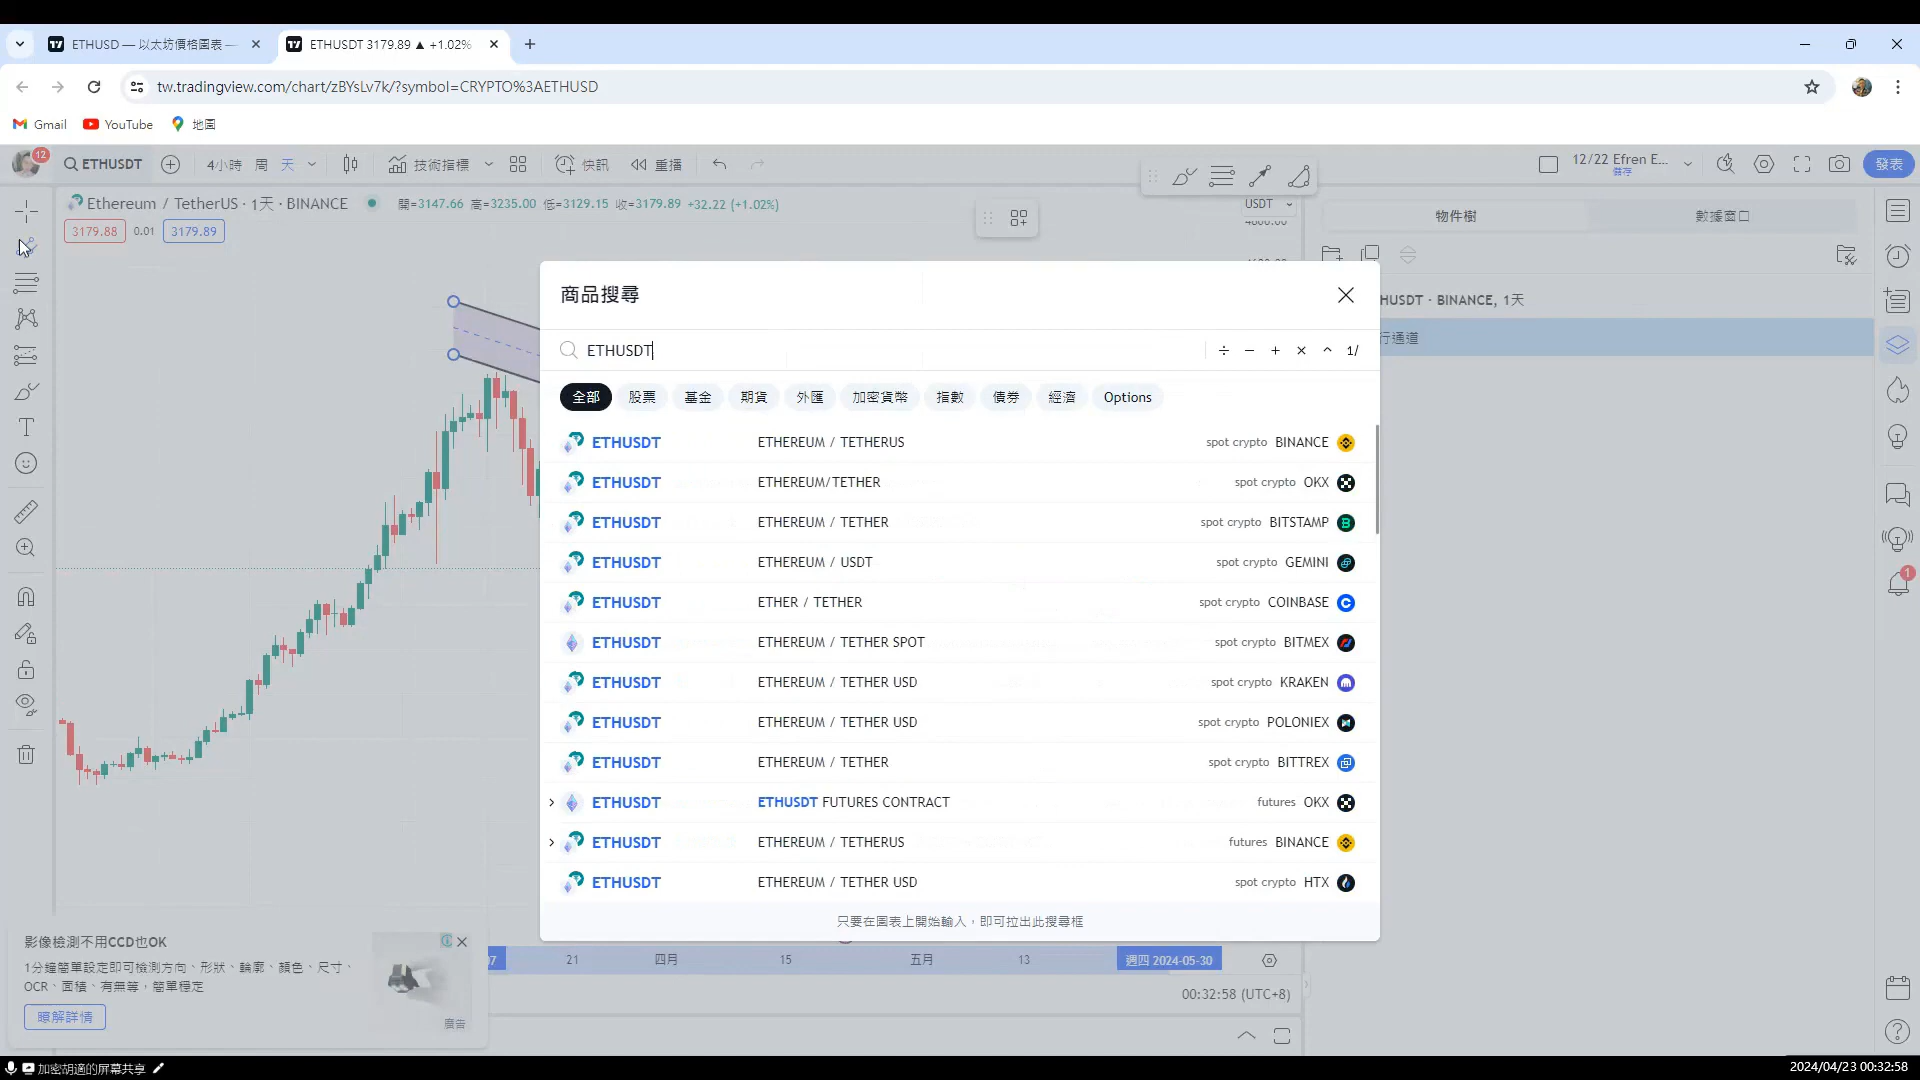 ETHUSD — 以太坊價格圖表 —
ETHUSDT 3179.89 ▲ +1.02%
tw.tradingview.com/chart/zBYsLv7k/?symbol=CRYPTO%3AETHUSD
Gmail YouTube 地圖
12 ETHUSDT 4小時 周 天 技術指標 快訊 重播 12/22 Efren E... 儲存 發表
Ethereum / TetherUS · 1天 · BINANCE 開=3147.66 高=3235.00 低=3129.15 收=3179.89 +32.22 (+1.02%)
USDT
物件樹 數據窗口
3179.88 0.01 3179.89
商品搜尋
HUSDT · BINANCE, 1天
行通道
ETHUSDT ÷ − + × ^ 1/
全部 股票 基金 期貨 外匯 加密貨幣 指數 債券 經濟 Options
ETHUSDT ETHEREUM / TETHERUS spot crypto BINANCE
ETHUSDT ETHEREUM/TETHER spot crypto OKX
ETHUSDT ETHEREUM / TETHER spot crypto BITSTAMP
ETHUSDT ETHEREUM / USDT spot crypto GEMINI
ETHUSDT ETHER / TETHER spot crypto COINBASE
ETHUSDT ETHEREUM / TETHER SPOT spot crypto BITMEX
ETHUSDT ETHEREUM / TETHER USD spot crypto KRAKEN
ETHUSDT ETHEREUM / TETHER USD spot crypto POLONIEX
ETHUSDT ETHEREUM / TETHER spot crypto BITTREX
ETHUSDT ETHUSDT FUTURES CONTRACT futures OKX
ETHUSDT ETHEREUM / TETHERUS futures BINANCE
ETHUSDT ETHEREUM / TETHER USD spot crypto HTX
只要在圖表上開始輸入，即可拉出此搜尋框
1
影像檢測不用CCD也OK
1分鐘簡單設定即可檢測方向、形狀、輪廓、顏色、尺寸、
OCR、面積、有無等，簡單穩定
瞭解詳情
廣告
21 四月 15 五月 13 週四 2024-05-30
00:32:58 (UTC+8)
加密胡適的屏幕共享
2024/04/23 00:32:58